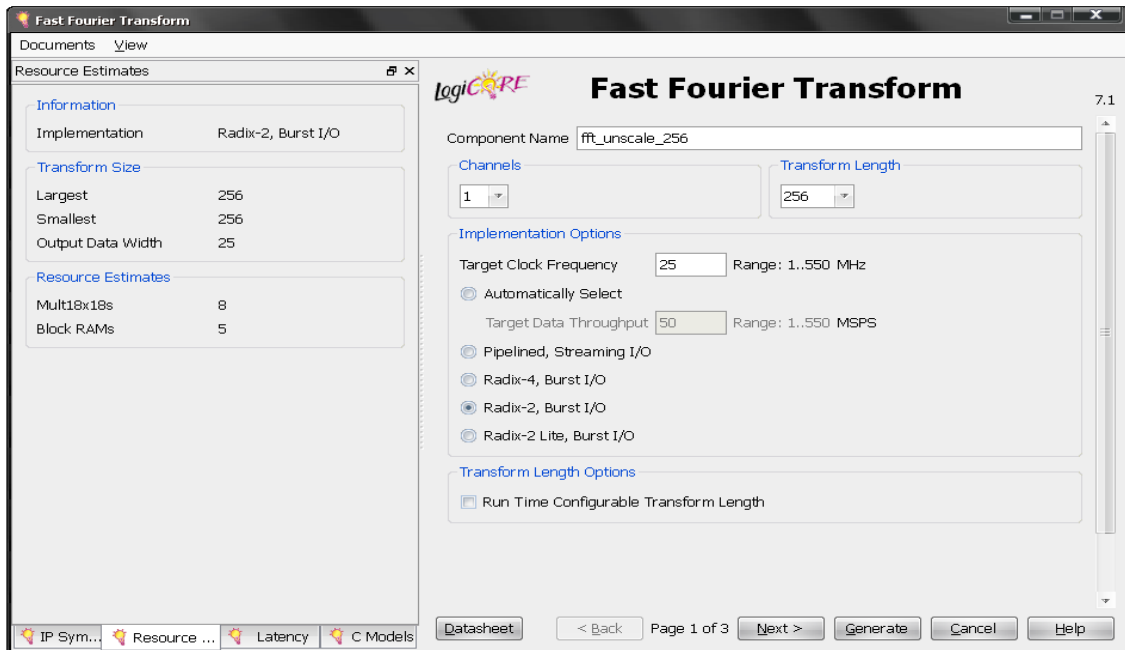 Fast Fourier Transform
Documents View
Resource Estimates
Information
Implementation Radix-2, Burst I/O
Transform Size
Largest 256
Smallest 256
Output Data Width 25
Resource Estimates
Mult18x18s 8
Block RAMs 5
IP Sym... Resource ... Latency C Models
LogiCORE Fast Fourier Transform 7.1
Component Name fft_unscale_256
Channels Transform Length
1 256
Implementation Options
Target Clock Frequency 25 Range: 1..550 MHz
Automatically Select
Target Data Throughput 50 Range: 1..550 MSPS
Pipelined, Streaming I/O
Radix-4, Burst I/O
Radix-2, Burst I/O
Radix-2 Lite, Burst I/O
Transform Length Options
Run Time Configurable Transform Length
Datasheet < Back Page 1 of 3 Next > Generate Cancel Help